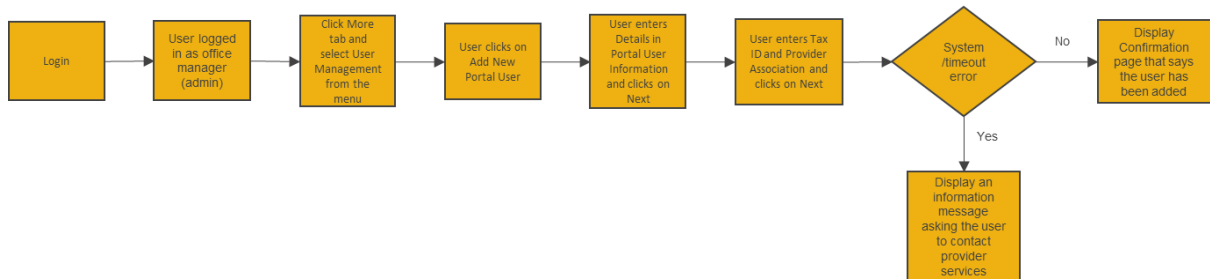 Login
User logged
in as office
manager
(admin)
Click More
tab and
select User
Management
from the
menu
User clicks on
Add New
Portal User
User enters
Details in
Portal User
Information
and clicks on
Next
User enters Tax
ID and Provider
Association and
clicks on Next
System
/timeout
error
No
Display
Confirmation
page that says
the user has
been added
Yes
Display an
information
message
asking the user
to contact
provider
services